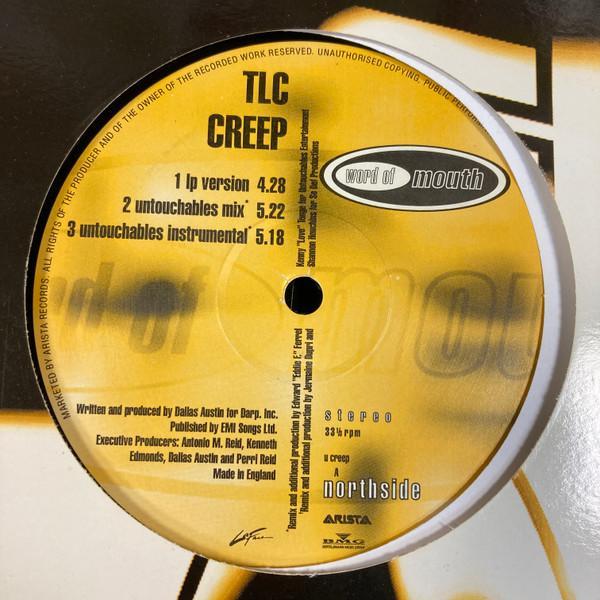 MARKETED BY ARISTA RECORDS. ALL RIGHTS OF THE PRODUCER AND OF THE OWNER OF THE RECORDED WORK RESERVED. UNAUTHORISED COPYING, PUBLIC PERFORM
TLC
CREEP
1 lp version 4.28
2 untouchables mix* 5.22
3 untouchables instrumental* 5.18
word of mouth
Kenny "Love" Tonge for Untouchables Entertainment
Shannon Houchins for So Def Productions
*Remix and additional production by Edward "Eddie F." Ferrel
†Remix and additional production by Jermaine Dupri and
Written and produced by Dallas Austin for Darp. Inc.
Published by EMI Songs Ltd.
Executive Producers: Antonio M. Reid, Kenneth
Edmonds, Dallas Austin and Perri Reid
Made in England
stereo
33⅓ rpm
u creep
A
northside
LaFace
ARISTA
BMG